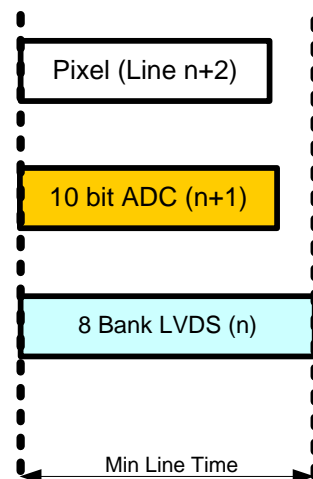 Pixel (Line n+2)
10 bit ADC (n+1)
8 Bank LVDS (n)
Min Line Time